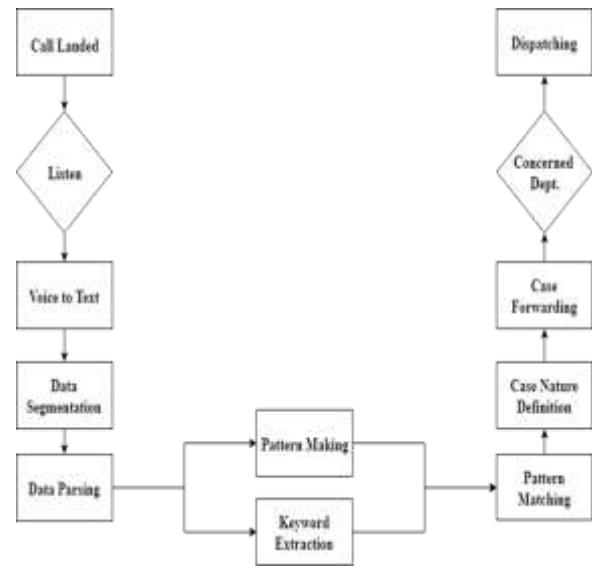 Call Landed
Listen
Voice to Text
Data
Segmentation
Data Parsing
Pattern Making
Keyword
Extraction
Pattern
Matching
Case Nature
Definition
Case
Forwarding
Concerned
Dept.
Dispatching